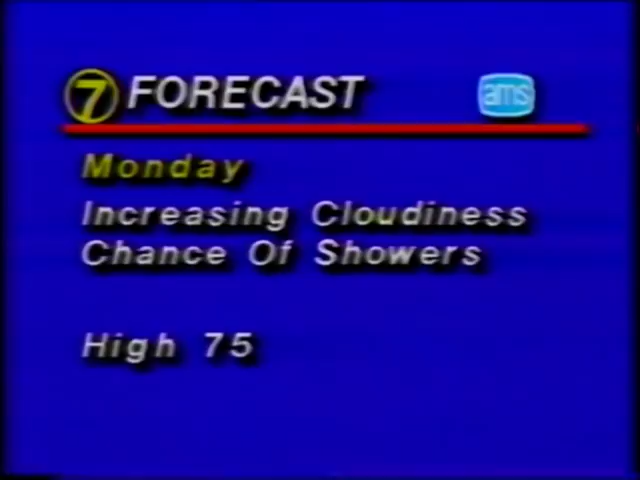 7 FORECAST ams
Monday
Increasing Cloudiness
Chance Of Showers
High 75